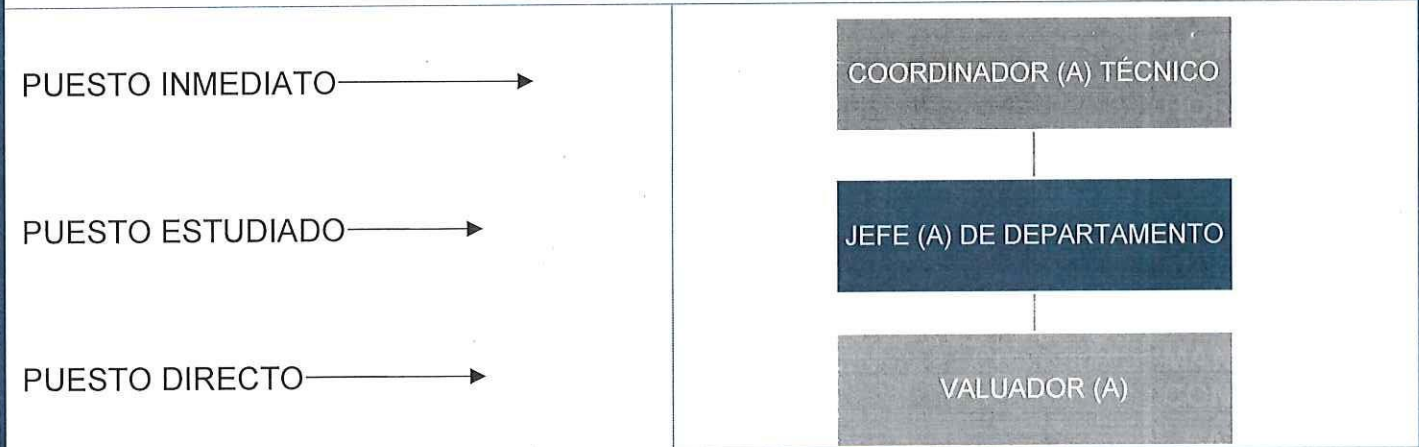 PUESTO INMEDIATO
COORDINADOR (A) TÉCNICO
PUESTO ESTUDIADO
JEFE (A) DE DEPARTAMENTO
PUESTO DIRECTO
VALUADOR (A)